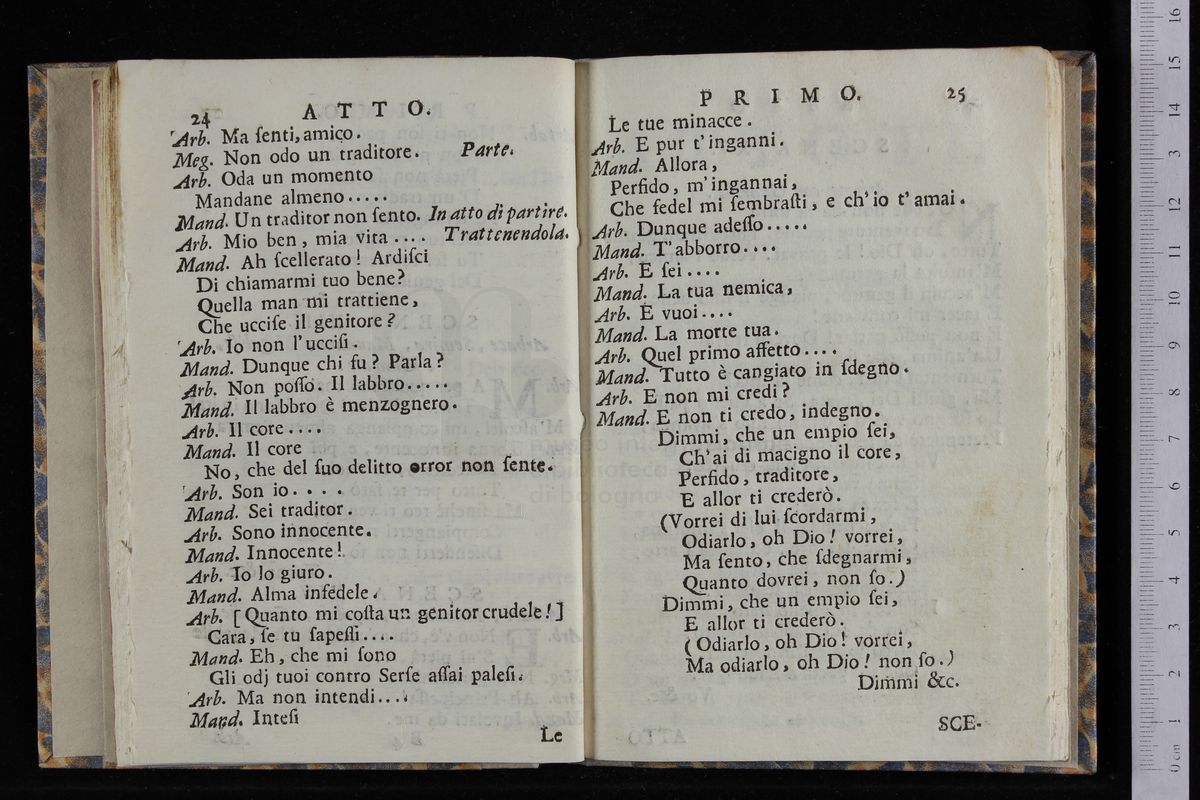 24 ATTO.
Arb. Ma ſenti, amico.
Meg. Non odo un traditore. Parte.
Arb. Oda un momento
Mandane almeno.....
Mand. Un traditor non ſento. In atto di partire.
Arb. Mio ben, mia vita .... Trattenendola.
Mand. Ah ſcellerato! Ardiſci
Di chiamarmi tuo bene?
Quella man mi trattiene,
Che ucciſe il genitore?
Arb. Io non l'ucciſi.
Mand. Dunque chi fu? Parla?
Arb. Non poſſo. Il labbro.....
Mand. Il labbro è menzognero.
Arb. Il core....
Mand. Il core
No, che del ſuo delitto error non ſente.
Arb. Son io....
Mand. Sei traditor.
Arb. Sono innocente.
Mand. Innocente!
Arb. Io lo giuro.
Mand. Alma infedele.
Arb. [Quanto mi coſta un genitor crudele!]
Cara, ſe tu ſapeſſi....
Mand. Eh, che mi ſono
Gli odj tuoi contro Serſe aſſai paleſi.
Arb. Ma non intendi....
Mand. Inteſi
Le
PRIMO. 25
Le tue minacce.
Arb. E pur t'inganni.
Mand. Allora,
Perfido, m'ingannai,
Che fedel mi ſembraſti, e ch'io t'amai.
Arb. Dunque adeſſo.....
Mand. T'abborro....
Arb. E ſei....
Mand. La tua nemica,
Arb. E vuoi....
Mand. La morte tua.
Arb. Quel primo affetto....
Mand. Tutto è cangiato in ſdegno.
Arb. E non mi credi?
Mand. E non ti credo, indegno.
Dimmi, che un empio ſei,
Ch'ai di macigno il core,
Perfido, traditore,
E allor ti crederò.
(Vorrei di lui ſcordarmi,
Odiarlo, oh Dio! vorrei,
Ma ſento, che ſdegnarmi,
Quanto dovrei, non ſo.)
Dimmi, che un empio ſei,
E allor ti crederò.
(Odiarlo, oh Dio! vorrei,
Ma odiarlo, oh Dio! non ſo.)
Dimmi &c.
SCE-